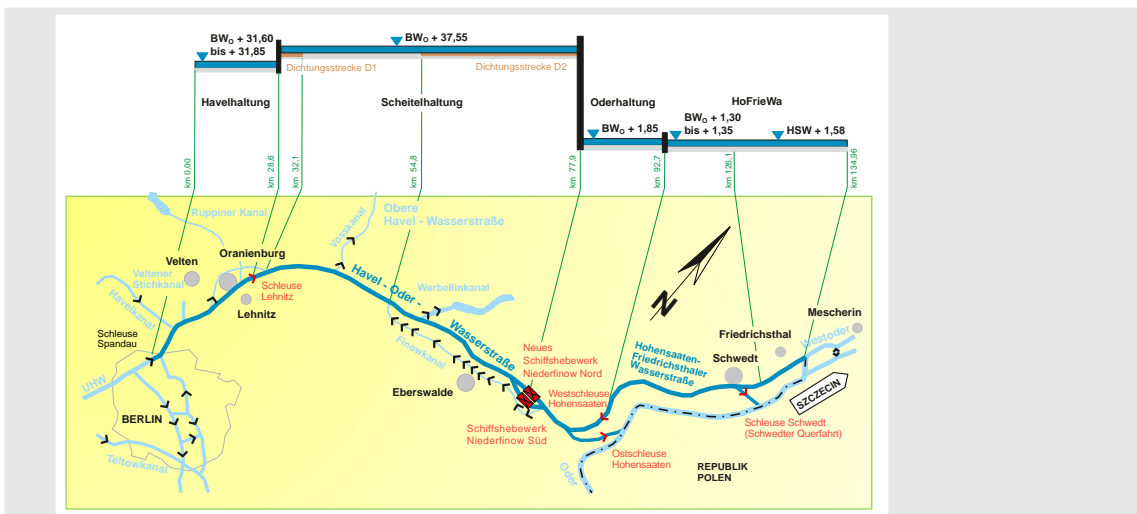 BWO + 31,60
bis + 31,85
BWO + 37,55
Dichtungsstrecke D1
Dichtungsstrecke D2
Havelhaltung
Scheitelhaltung
Oderhaltung
HoFrieWa
BWO + 1,85
BWO + 1,30
bis + 1,35
HSW + 1,58
km 0,00
km 28,6
km 32,1
km 54,8
km 77,9
km 92,7
km 126,1
km 134,96
Ruppiner Kanal
Vosskanal
Obere
Havel - Wasserstraße
Velten
Oranienburg
Veltener
Stichkanal
Havelkanal
Schleuse
Lehnitz
Lehnitz
Havel - Oder -
Wasserstraße
Werbellinkanal
Finowkanal
N
Mescherin
Friedrichsthal
Westoder
Schwedt
Hohensaaten-
Friedrichsthaler
Wasserstraße
Schleuse
Spandau
Neues
Schiffshebewerk
Niederfinow Nord
Eberswalde
UHW
Westschleuse
Hohensaaten
SZCZECIN
BERLIN
Schiffshebewerk
Niederfinow Süd
Schleuse Schwedt
(Schwedter Querfahrt)
Teltowkanal
Ostschleuse
Hohensaaten
Oder
REPUBLIK
POLEN